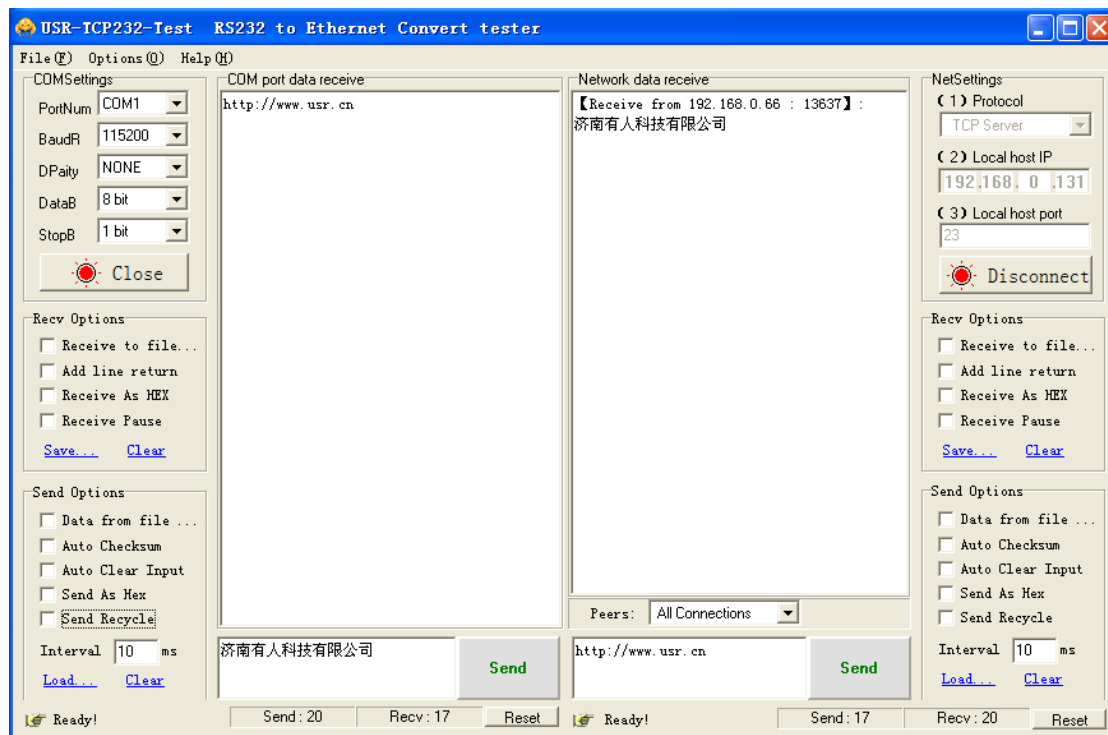 USR-TCP232-Test RS232 to Ethernet Convert tester
File(F) Options(O) Help(H)
COMSettings
PortNum COM1
BaudR 115200
DPaity NONE
DataB 8 bit
StopB 1 bit
Close
Recv Options
Receive to file...
Add line return
Receive As HEX
Receive Pause
Save... Clear
Send Options
Data from file ...
Auto Checksum
Auto Clear Input
Send As Hex
Send Recycle
Interval 10 ms
Load... Clear
Ready!
COM port data receive
http://www.usr.cn
济南有人科技有限公司
Send
Send : 20 Recv : 17 Reset
Network data receive
【Receive from 192.168.0.66 : 13637】:
济南有人科技有限公司
Peers: All Connections
http://www.usr.cn
Send
Ready! Send : 17 Recv : 20 Reset
NetSettings
( 1 ) Protocol
TCP Server
( 2 ) Local host IP
192.168. 0 .131
( 3 ) Local host port
23
Disconnect
Recv Options
Receive to file...
Add line return
Receive As HEX
Receive Pause
Save... Clear
Send Options
Data from file ...
Auto Checksum
Auto Clear Input
Send As Hex
Send Recycle
Interval 10 ms
Load... Clear